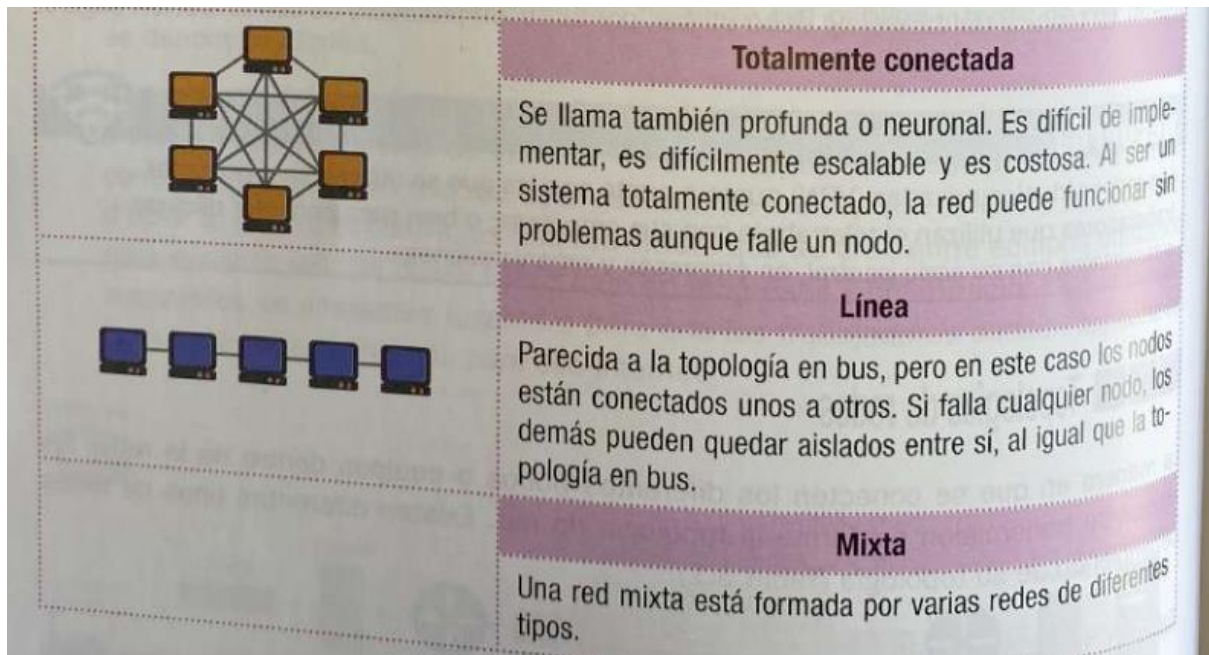 Totalmente conectada
Se llama también profunda o neuronal. Es difícil de imple-
mentar, es difícilmente escalable y es costosa. Al ser un
sistema totalmente conectado, la red puede funcionar sin
problemas aunque falle un nodo.
Línea
Parecida a la topología en bus, pero en este caso los nodos
están conectados unos a otros. Si falla cualquier nodo, los
demás pueden quedar aislados entre sí, al igual que la to-
pología en bus.
Mixta
Una red mixta está formada por varias redes de diferentes
tipos.